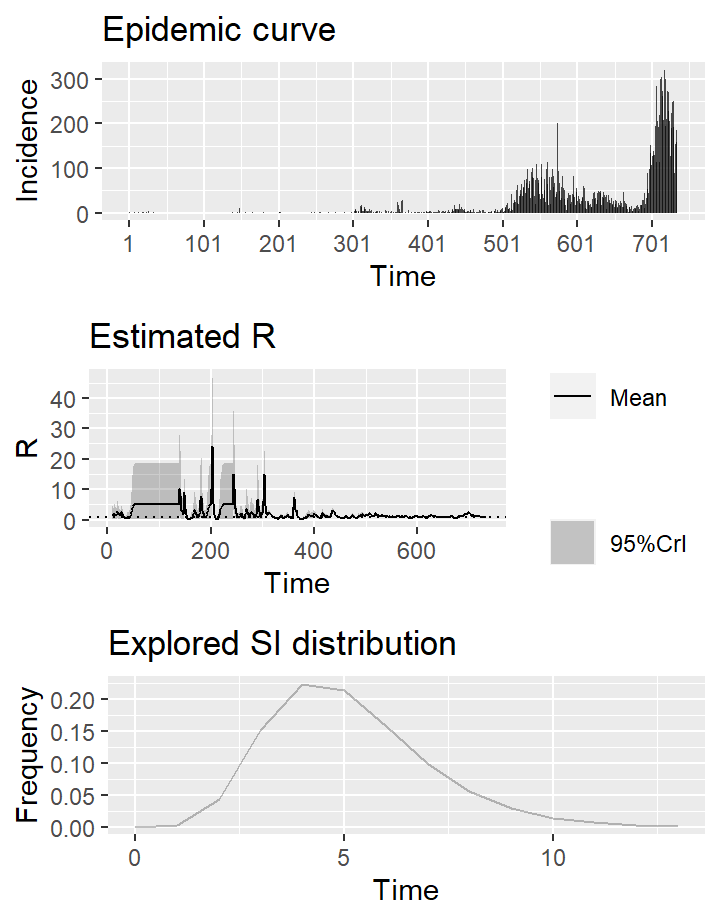 Epidemic curve
300
200
100
0
Incidence
1 101 201 301 401 501 601 701
Time
Estimated R
40
30
20
10
0
R
0 200 400 600
Time
Mean
95%CrI
Explored SI distribution
0.20
0.15
0.10
0.05
0.00
Frequency
0 5 10
Time